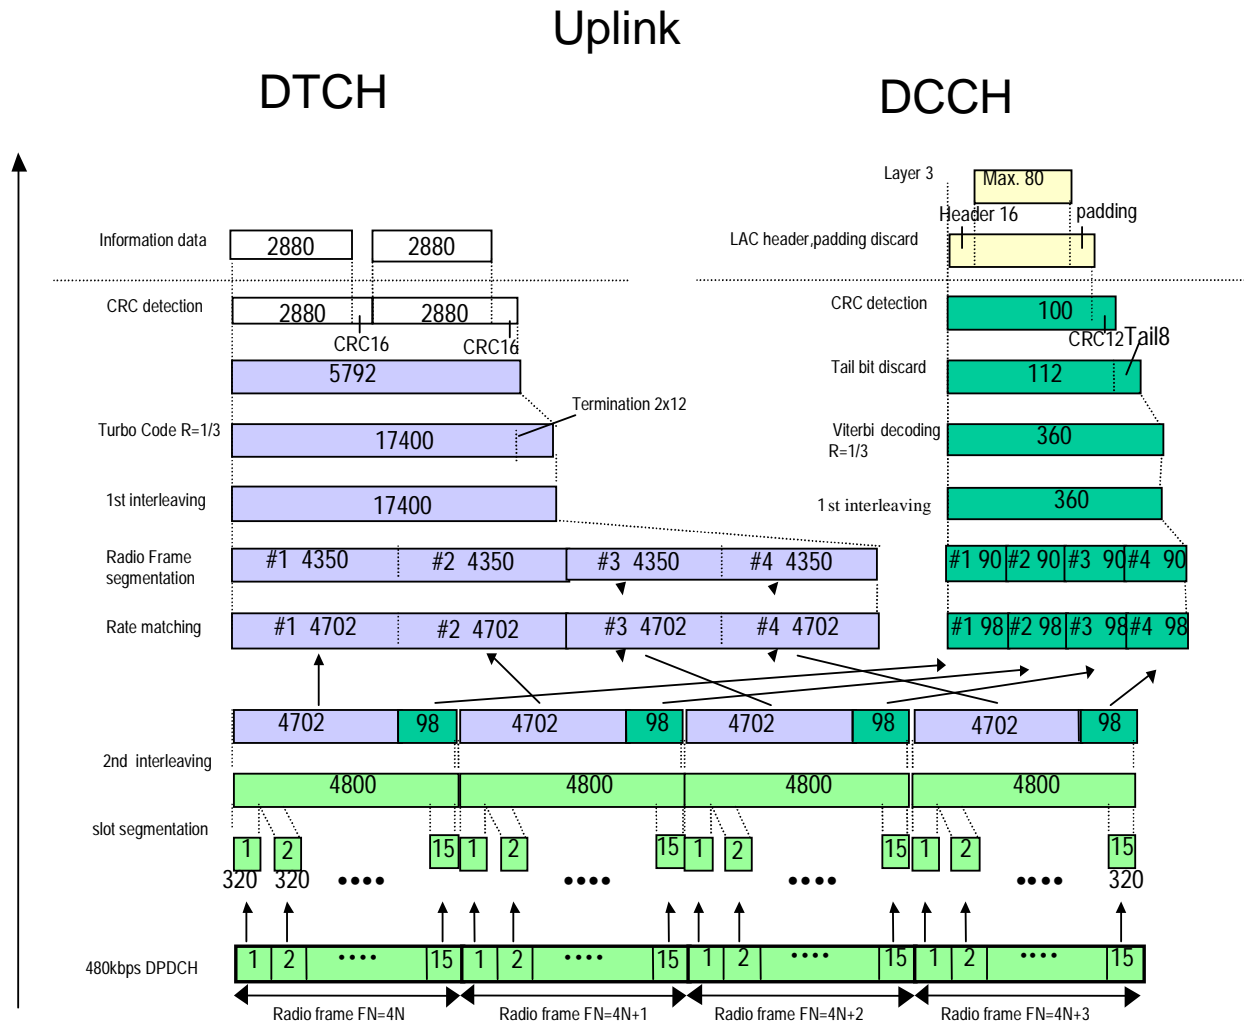 Uplink
DTCH
DCCH
Layer 3
Max. 80
Header 16
padding
Information data
2880
2880
LAC header,padding discard
CRC detection
2880
2880
CRC16
CRC16
CRC detection
100
CRC12
Tail8
5792
Tail bit discard
112
Termination 2x12
Turbo Code R=1/3
17400
Viterbi decoding
R=1/3
360
1st interleaving
17400
1st interleaving
360
Radio Frame
segmentation
#1 4350
#2 4350
#3 4350
#4 4350
#1 90
#2 90
#3 90
#4 90
Rate matching
#1 4702
#2 4702
#3 4702
#4 4702
#1 98
#2 98
#3 98
#4 98
4702
98
4702
98
4702
98
4702
98
2nd interleaving
4800
4800
4800
4800
slot segmentation
1
2
15
1
2
15
1
2
15
1
2
15
320
320
••••
••••
••••
••••
320
480kbps DPDCH
1
2
••••
15
1
2
••••
15
1
2
••••
15
1
2
••••
15
Radio frame FN=4N
Radio frame FN=4N+1
Radio frame FN=4N+2
Radio frame FN=4N+3